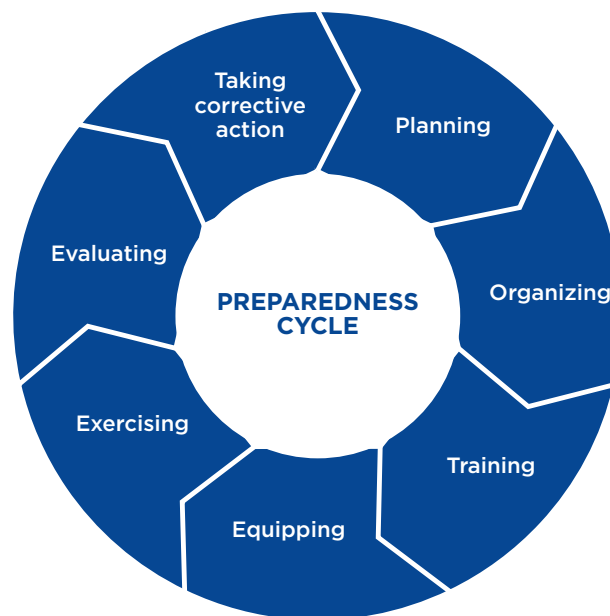 PREPAREDNESS
CYCLE
Planning
Organizing
Training
Equipping
Exercising
Evaluating
Taking
corrective
action